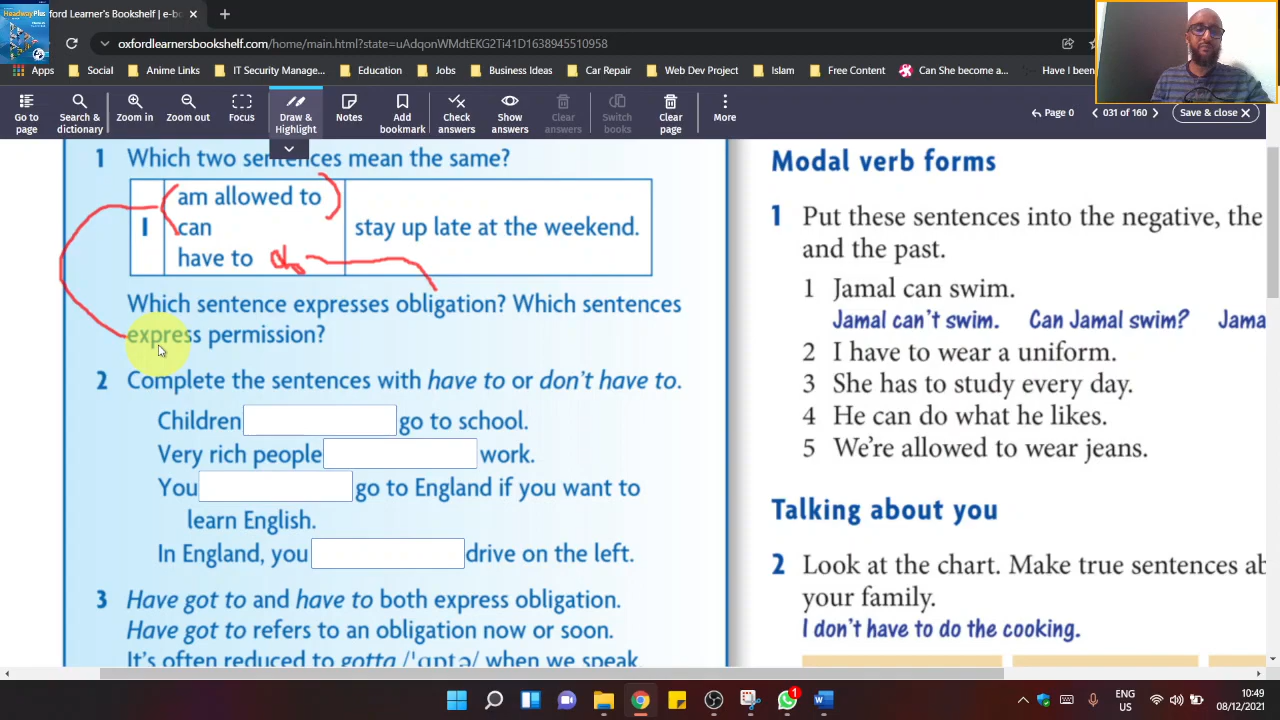 Headway Plus
ford Learner's Bookshelf | e-b
oxfordlearnersbookshelf.com/home/main.html?state=uAdqonWMdtEKG2Ti41D1638945510958
Apps Social Anime Links IT Security Manage... Education Jobs Business Ideas Car Repair Web Dev Project Islam Free Content Can She become a... Have I been
Go to page Search & dictionary Zoom in Zoom out Focus Draw & Highlight Notes Add bookmark Check answers Show answers Clear answers Switch books Clear page More Page 0 031 of 160 Save & close
1 Which two sentences mean the same?
am allowed to
I can stay up late at the weekend.
have to
Which sentence expresses obligation? Which sentences
express permission?
2 Complete the sentences with have to or don't have to.
Children go to school.
Very rich people work.
You go to England if you want to
learn English.
In England, you drive on the left.
3 Have got to and have to both express obligation.
Have got to refers to an obligation now or soon.
It's often reduced to gotta /ˈɡɒtə/ when we speak
Modal verb forms
1 Put these sentences into the negative, the
and the past.
1 Jamal can swim.
Jamal can't swim. Can Jamal swim? Jama
2 I have to wear a uniform.
3 She has to study every day.
4 He can do what he likes.
5 We're allowed to wear jeans.
Talking about you
2 Look at the chart. Make true sentences ab
your family.
I don't have to do the cooking.
1
ENG
US
10:49
08/12/2021